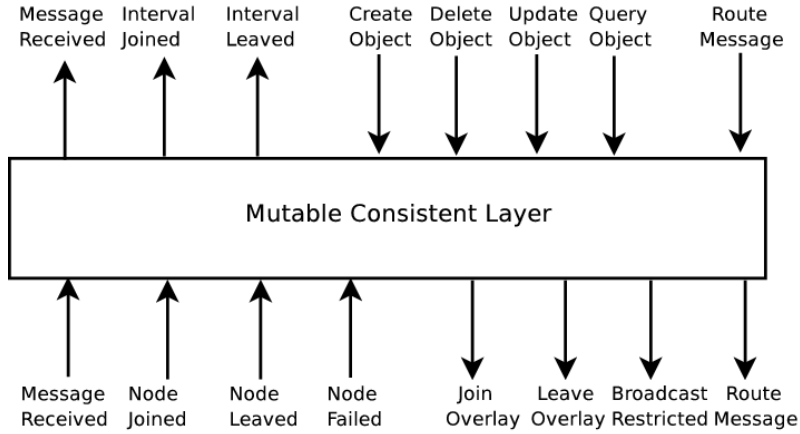 Message Interval Interval Create Delete Update Query Route
Received Joined Leaved Object Object Object Object Message
Mutable Consistent Layer
Message Node Node Node Join Leave Broadcast Route
Received Joined Leaved Failed Overlay Overlay Restricted Message